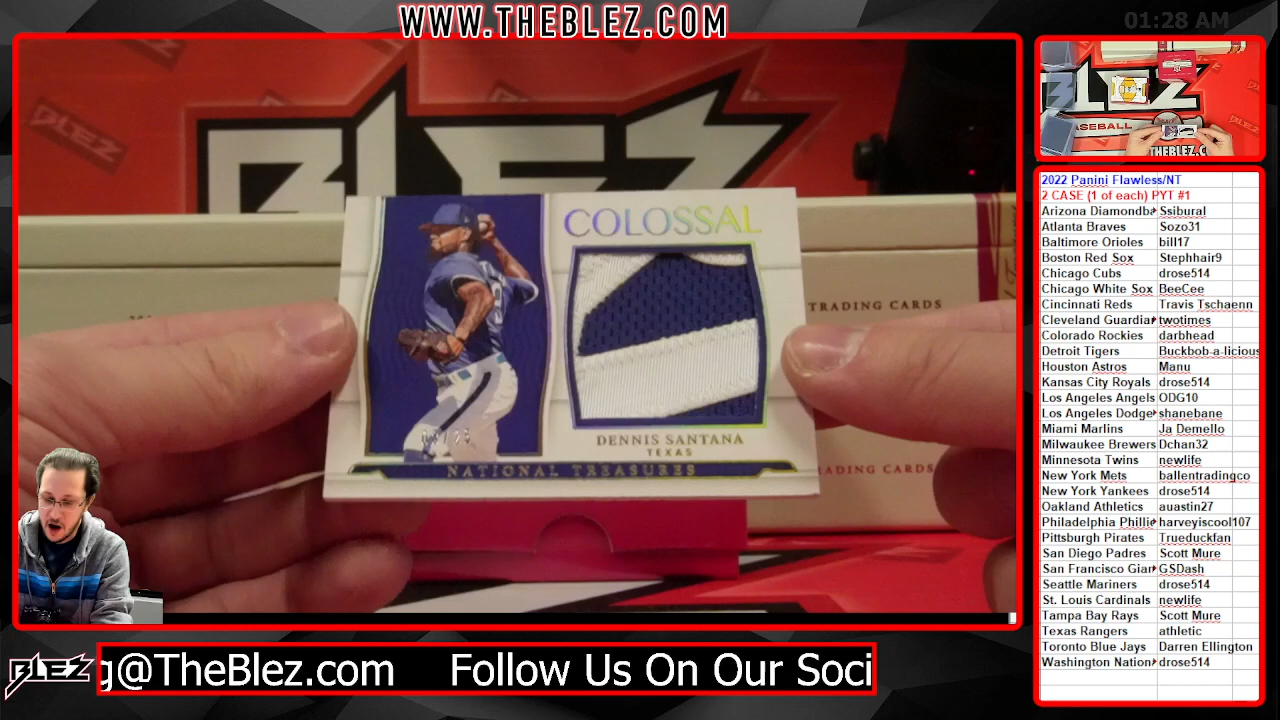 WWW.THEBLEZ.COM
01:28 AM
BLEZ
BLEZ
COLOSSAL
TRADING CARDS
DENNIS SANTANA
TEXAS
NATIONAL TREASURES
RADING CARDS
BLEZ
BASEBALL
THEBLEZ.C
2022 Panini Flawless/NT
2 CASE (1 of each) PYT #1
Arizona Diamondba Ssibural
Atlanta Braves Sozo31
Baltimore Orioles bill17
Boston Red Sox Stephhair9
Chicago Cubs drose514
Chicago White Sox BeeCee
Cincinnati Reds Travis Tschaenn
Cleveland Guardiar twotimes
Colorado Rockies darbhead
Detroit Tigers Buckbob-a-licious
Houston Astros Manu
Kansas City Royals drose514
Los Angeles Angels ODG10
Los Angeles Dodge shanebane
Miami Marlins Ja Demello
Milwaukee Brewers Dchan32
Minnesota Twins newlife
New York Mets ballentradingco
New York Yankees drose514
Oakland Athletics auastin27
Philadelphia Phillie harveyiscool107
Pittsburgh Pirates Trueduckfan
San Diego Padres Scott Mure
San Francisco Giar GSDash
Seattle Mariners drose514
St. Louis Cardinals newlife
Tampa Bay Rays Scott Mure
Texas Rangers athletic
Toronto Blue Jays Darren Ellington
Washington Nation drose514
BLEZ
g@TheBlez.com Follow Us On Our Soci